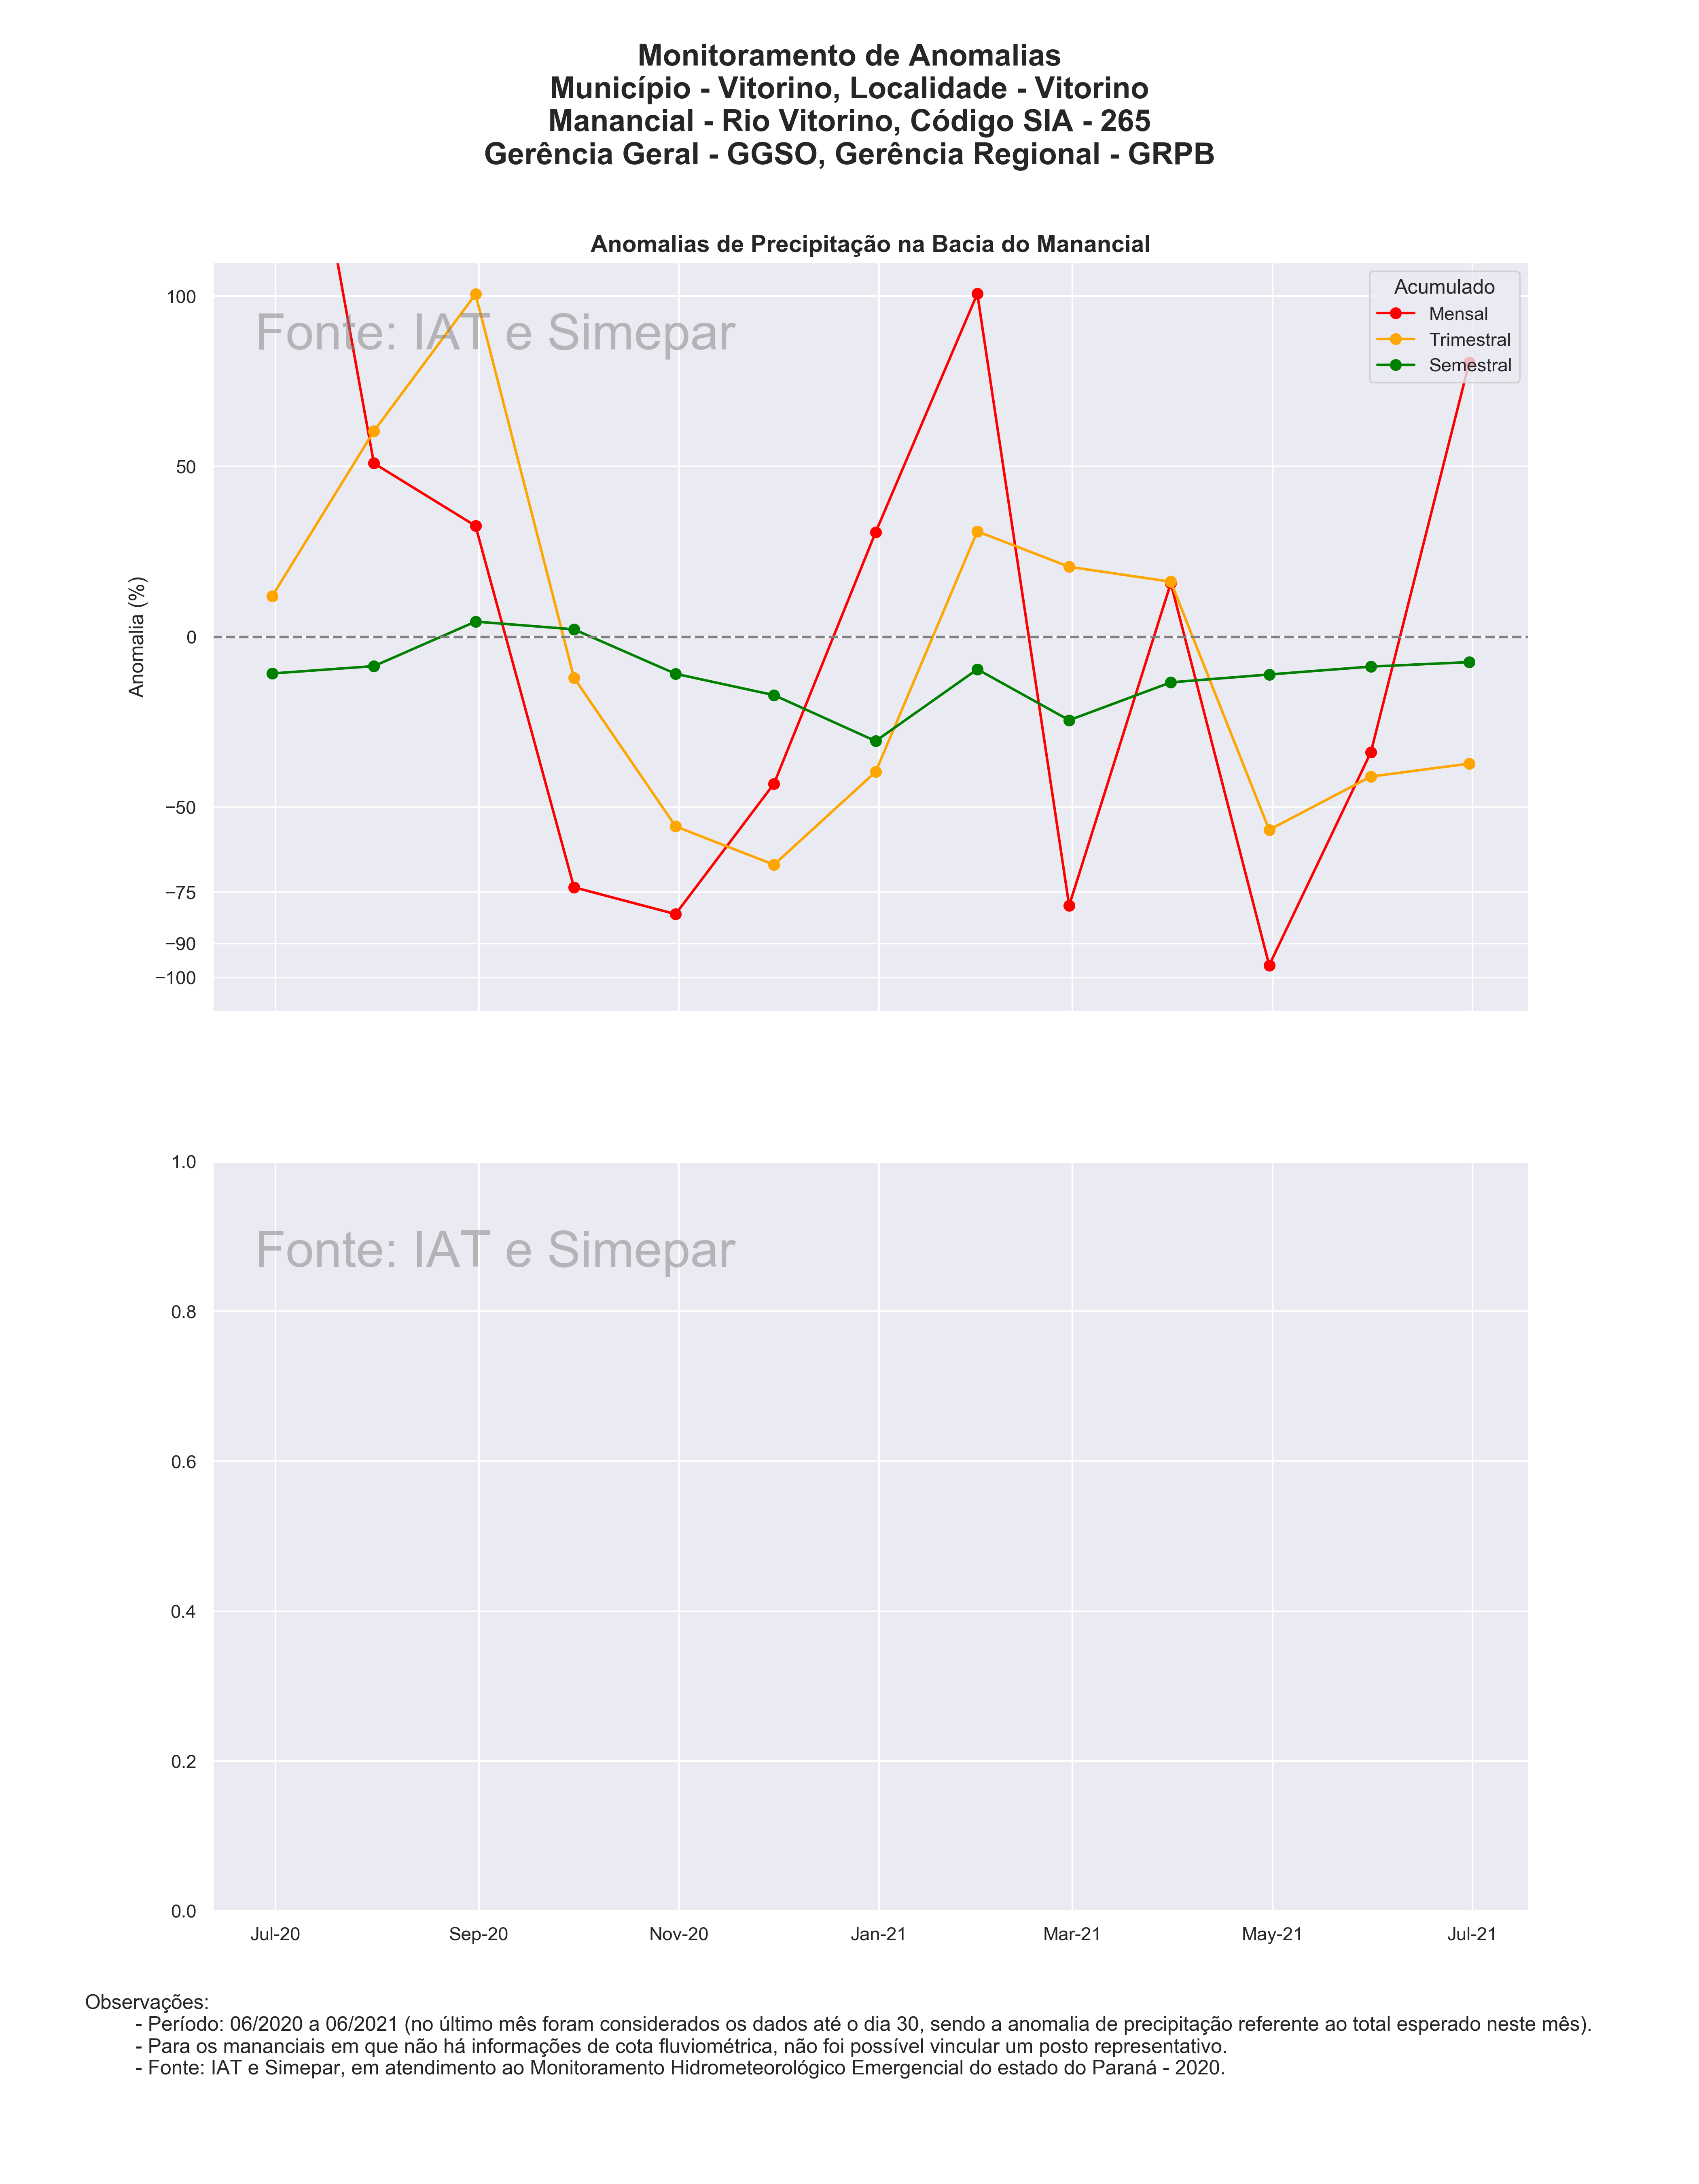 Monitoramento de Anomalias
Município - Vitorino, Localidade - Vitorino
Manancial - Rio Vitorino, Código SIA - 265
Gerência Geral - GGSO, Gerência Regional - GRPB
Anomalias de Precipitação na Bacia do Manancial
Fonte: IAT e Simepar
Acumulado
Mensal
Trimestral
Semestral
Anomalia (%)
100
50
0
−50
−75
−90
−100
Fonte: IAT e Simepar
1.0
0.8
0.6
0.4
0.2
0.0
Jul-20 Sep-20 Nov-20 Jan-21 Mar-21 May-21 Jul-21
Observações:
- Período: 06/2020 a 06/2021 (no último mês foram considerados os dados até o dia 30, sendo a anomalia de precipitação referente ao total esperado neste mês).
- Para os mananciais em que não há informações de cota fluviométrica, não foi possível vincular um posto representativo.
- Fonte: IAT e Simepar, em atendimento ao Monitoramento Hidrometeorológico Emergencial do estado do Paraná - 2020.